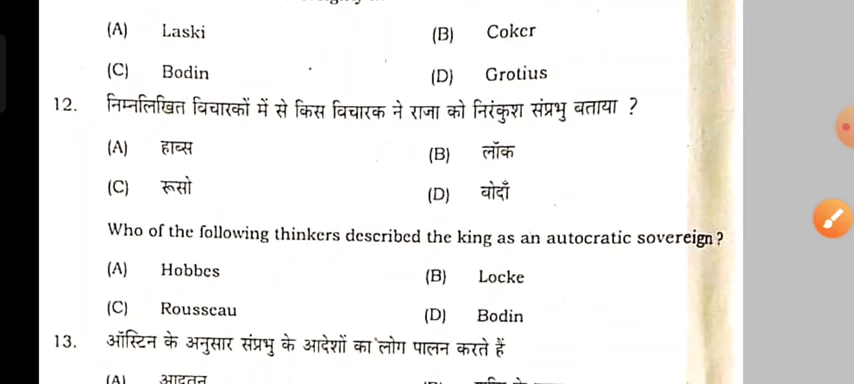 (A) Laski (B) Coker
(C) Bodin (D) Grotius
12. निम्नलिखित विचारकों में से किस विचारक ने राजा को निरंकुश संप्रभु बताया ?
(A) हाब्स (B) लॉक
(C) रूसो (D) बोदाँ
Who of the following thinkers described the king as an autocratic sovereign ?
(A) Hobbes (B) Locke
(C) Rousseau (D) Bodin
13. ऑस्टिन के अनुसार संप्रभु के आदेशों का लोग पालन करते हैं
(A) आदतन